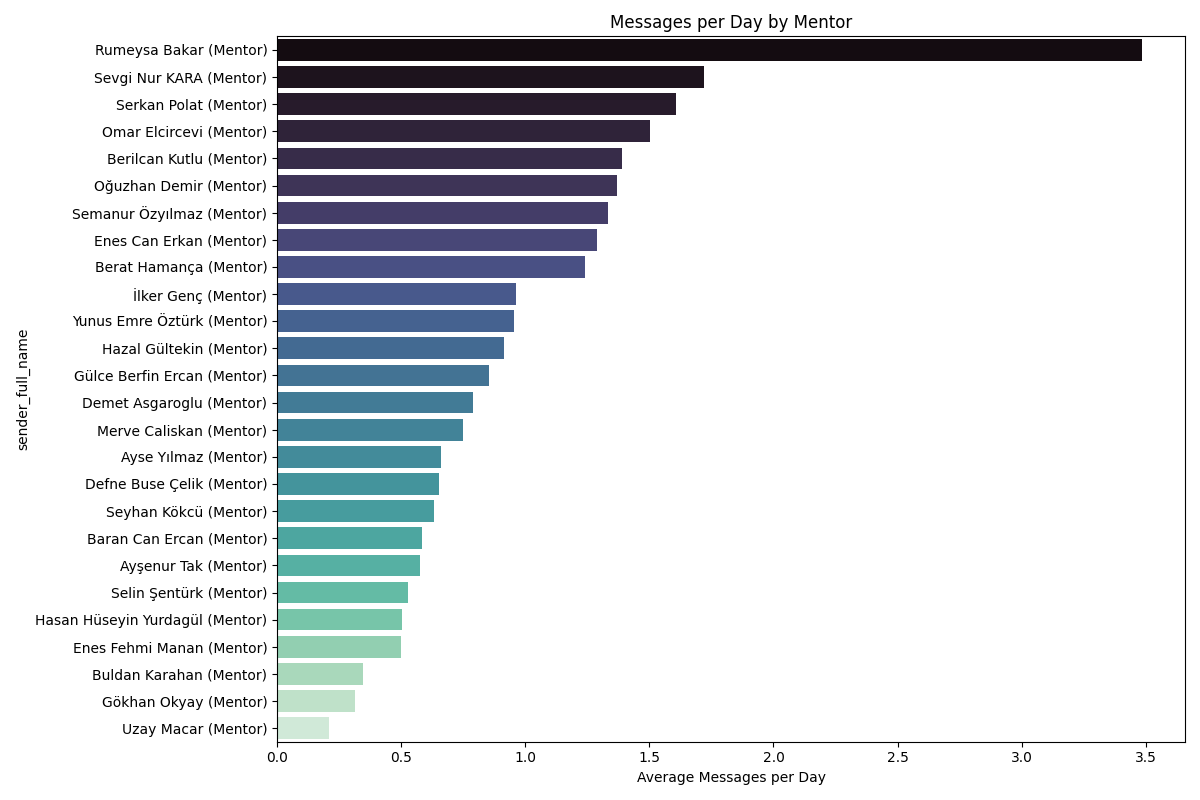 Messages per Day by Mentor
sender_full_name
Rumeysa Bakar (Mentor)
Sevgi Nur KARA (Mentor)
Serkan Polat (Mentor)
Omar Elcircevi (Mentor)
Berilcan Kutlu (Mentor)
Oğuzhan Demir (Mentor)
Semanur Özyılmaz (Mentor)
Enes Can Erkan (Mentor)
Berat Hamança (Mentor)
İlker Genç (Mentor)
Yunus Emre Öztürk (Mentor)
Hazal Gültekin (Mentor)
Gülce Berfin Ercan (Mentor)
Demet Asgaroglu (Mentor)
Merve Caliskan (Mentor)
Ayse Yılmaz (Mentor)
Defne Buse Çelik (Mentor)
Seyhan Kökcü (Mentor)
Baran Can Ercan (Mentor)
Ayşenur Tak (Mentor)
Selin Şentürk (Mentor)
Hasan Hüseyin Yurdagül (Mentor)
Enes Fehmi Manan (Mentor)
Buldan Karahan (Mentor)
Gökhan Okyay (Mentor)
Uzay Macar (Mentor)
0.0 0.5 1.0 1.5 2.0 2.5 3.0 3.5
Average Messages per Day